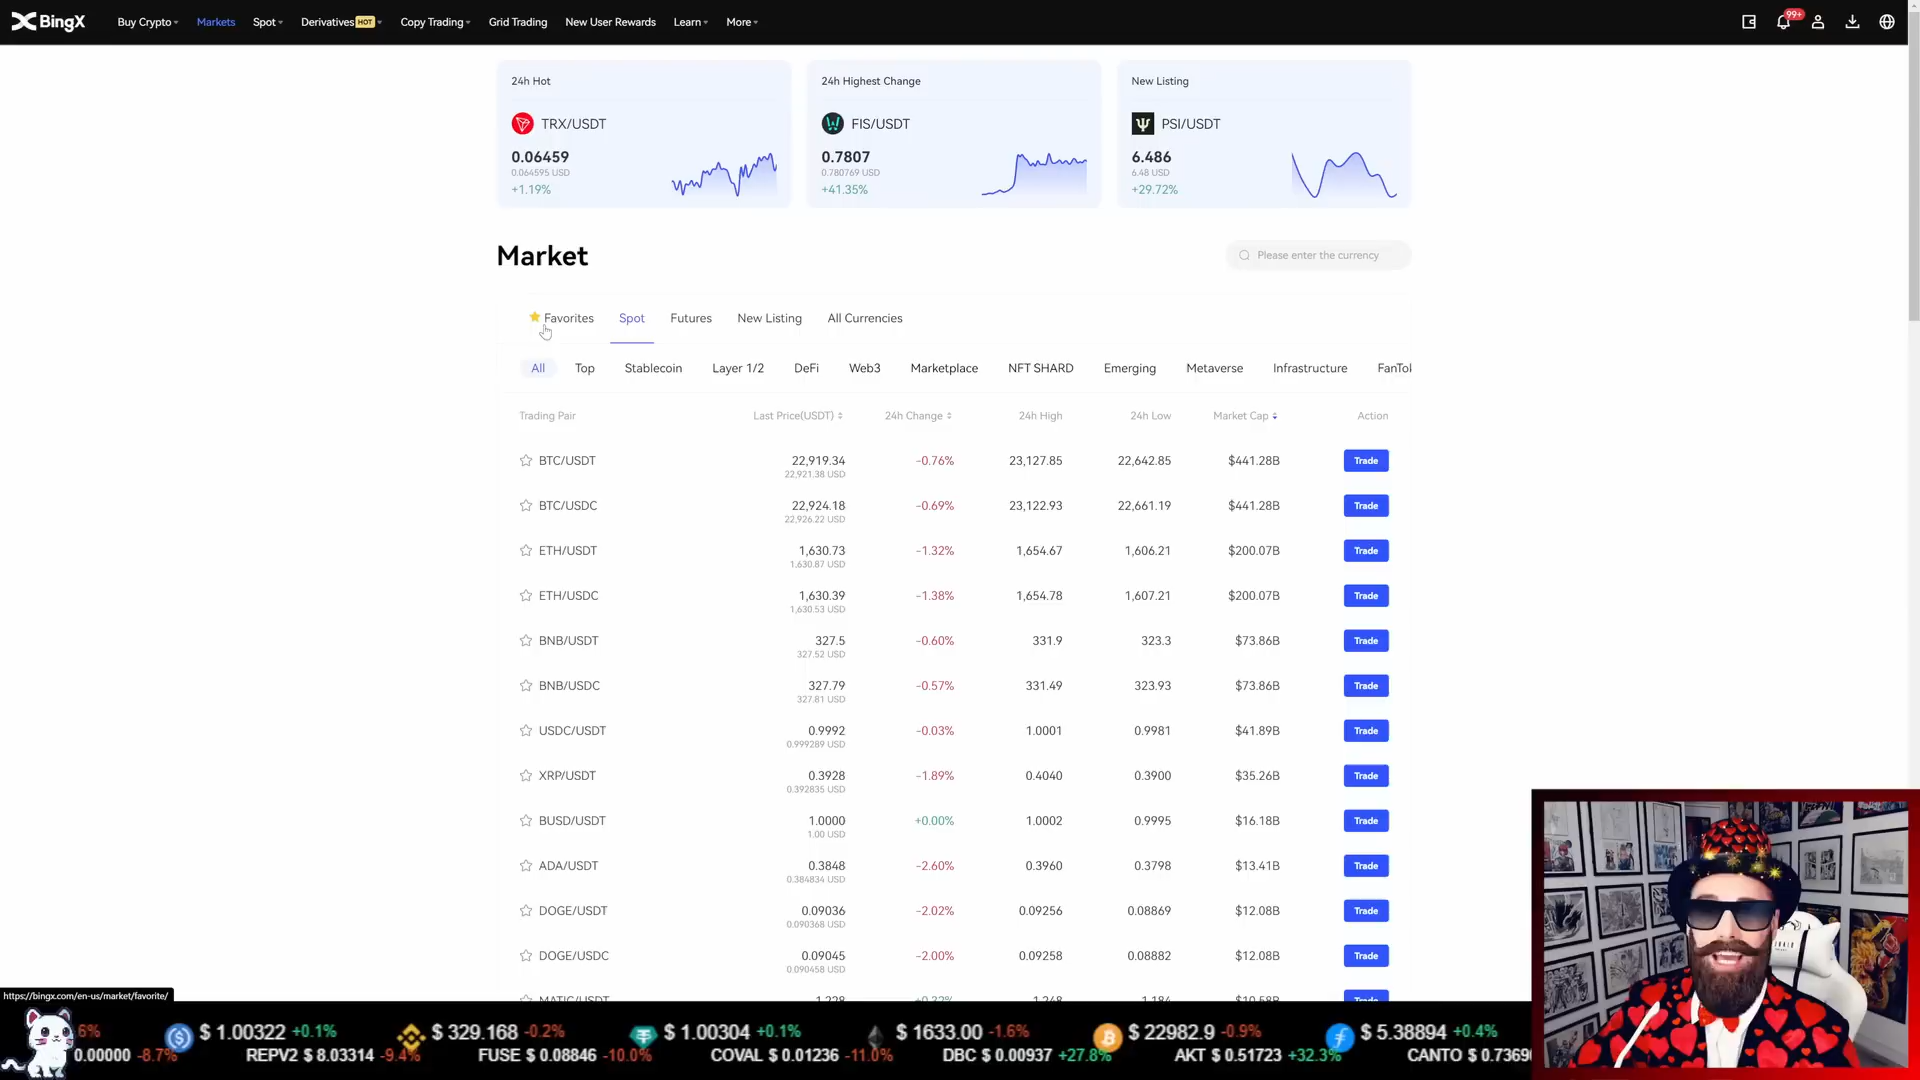 BingX Buy Crypto Markets Spot Derivatives HOT Copy Trading Grid Trading New User Rewards Learn More 99+
24h Hot
TRX/USDT
0.06459
0.064595 USD
+1.19%
24h Highest Change
FIS/USDT
0.7807
0.780769 USD
+41.35%
New Listing
PSI/USDT
6.486
6.48 USD
+29.72%
Market
Please enter the currency
Favorites Spot Futures New Listing All Currencies
All Top Stablecoin Layer 1/2 DeFi Web3 Marketplace NFT SHARD Emerging Metaverse Infrastructure FanTol
Trading Pair Last Price(USDT) 24h Change 24h High 24h Low Market Cap Action
BTC/USDT 22,919.34 -0.76% 23,127.85 22,642.85 $441.28B Trade
22,921.38 USD
BTC/USDC 22,924.18 -0.69% 23,122.93 22,661.19 $441.28B Trade
22,926.22 USD
ETH/USDT 1,630.73 -1.32% 1,654.67 1,606.21 $200.07B Trade
1,630.87 USD
ETH/USDC 1,630.39 -1.38% 1,654.78 1,607.21 $200.07B Trade
1,630.53 USD
BNB/USDT 327.5 -0.60% 331.9 323.3 $73.86B Trade
327.52 USD
BNB/USDC 327.79 -0.57% 331.49 323.93 $73.86B Trade
327.81 USD
USDC/USDT 0.9992 -0.03% 1.0001 0.9981 $41.89B Trade
0.999289 USD
XRP/USDT 0.3928 -1.89% 0.4040 0.3900 $35.26B Trade
0.392835 USD
BUSD/USDT 1.0000 +0.00% 1.0002 0.9995 $16.18B Trade
1.00 USD
ADA/USDT 0.3848 -2.60% 0.3960 0.3798 $13.41B Trade
0.384834 USD
DOGE/USDT 0.09036 -2.02% 0.09256 0.08869 $12.08B Trade
0.090368 USD
DOGE/USDC 0.09045 -2.00% 0.09258 0.08882 $12.08B Trade
0.090458 USD
MATIC/USDT 1.228 +0.32% 1.248 1.184 $10.58B Trade
https://bingx.com/en-us/market/favorite/
6% $ 1.00322 +0.1% $ 329.168 -0.2% $ 1.00304 +0.1% $ 1633.00 -1.6% $ 22982.9 -0.9% $ 5.38894 +0.4%
0.00000 -8.7% REPV2 $ 8.03314 -9.4% FUSE $ 0.08846 -10.0% COVAL $ 0.01236 -11.0% DBC $ 0.00937 +27.8% AKT $ 0.51723 +32.3% CANTO $ 0.7369